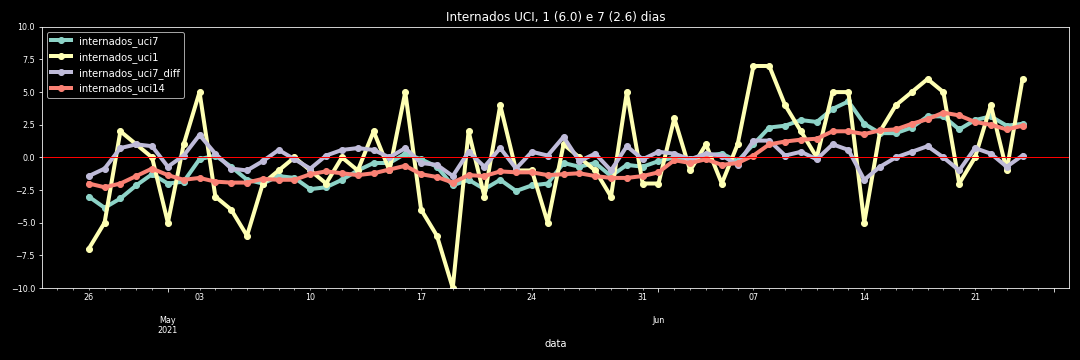 Internados UCI, 1 (6.0) e 7 (2.6) dias
internados_uci7
internados_uci1
internados_uci7_diff
internados_uci14
10.0
7.5
5.0
2.5
0.0
−2.5
−5.0
−7.5
−10.0
26 03 10 17 24 31 07 14 21
May Jun
2021
data